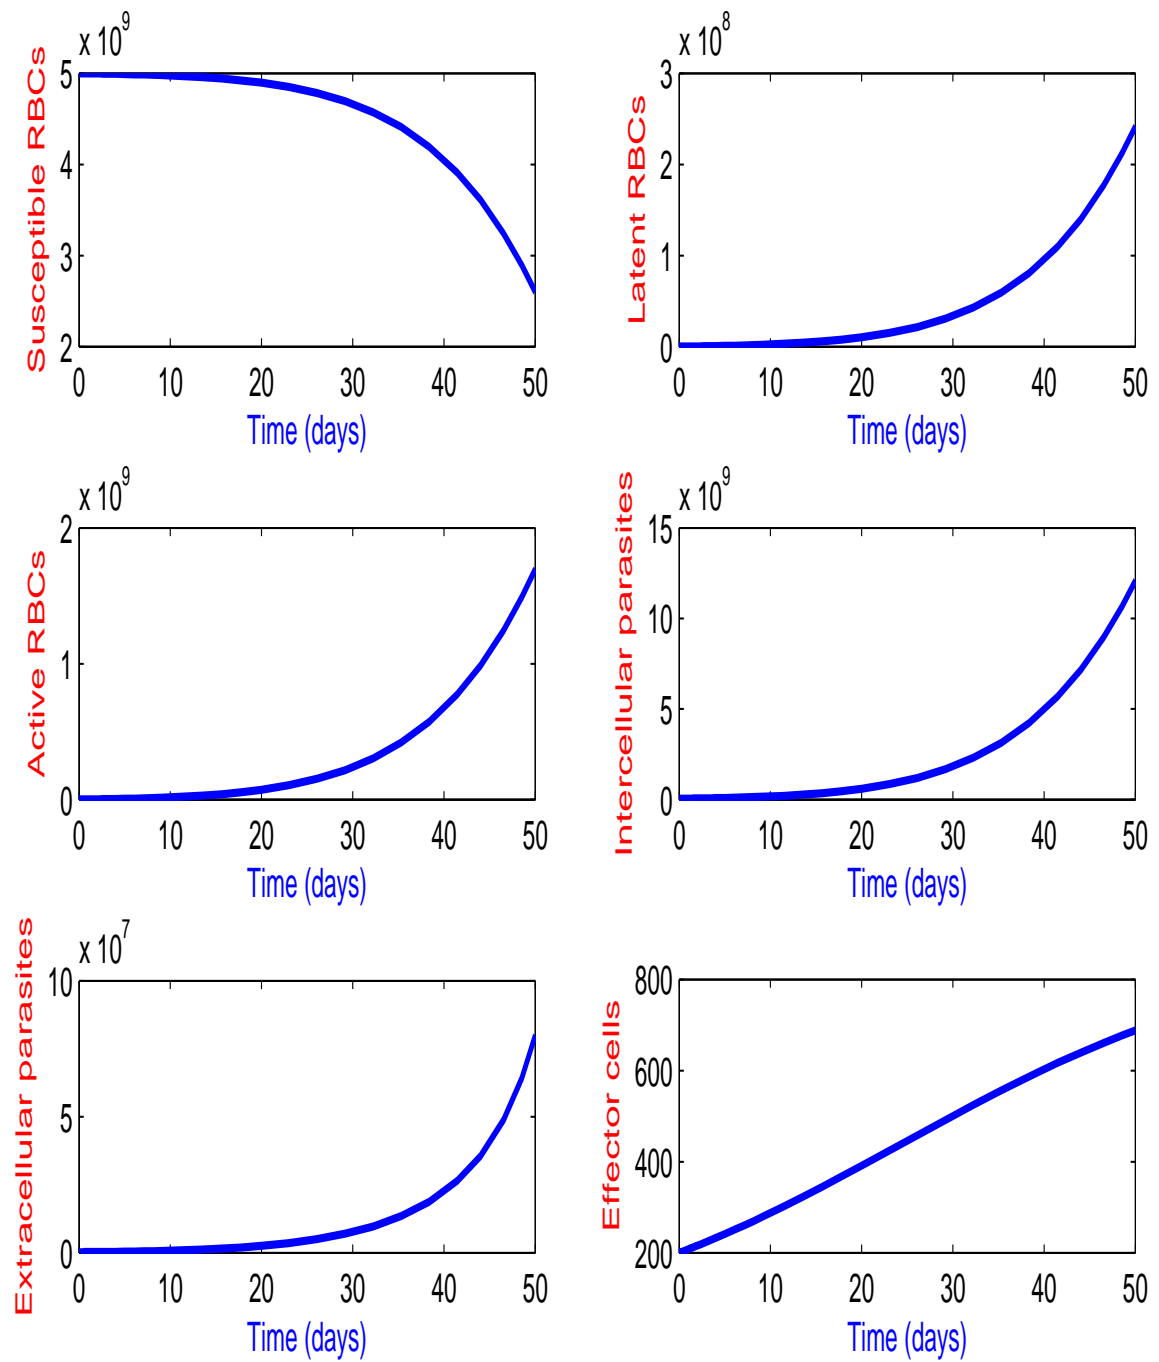 x 10^9
Susceptible RBCs
5
4
3
2
0 10 20 30 40 50
Time (days)
x 10^8
Latent RBCs
3
2
1
0
0 10 20 30 40 50
Time (days)
x 10^9
Active RBCs
2
1
0
0 10 20 30 40 50
Time (days)
x 10^9
Intercellular parasites
15
10
5
0
0 10 20 30 40 50
Time (days)
x 10^7
Extracellular parasites
10
5
0
0 10 20 30 40 50
Time (days)
Effector cells
800
600
400
200
0 10 20 30 40 50
Time (days)